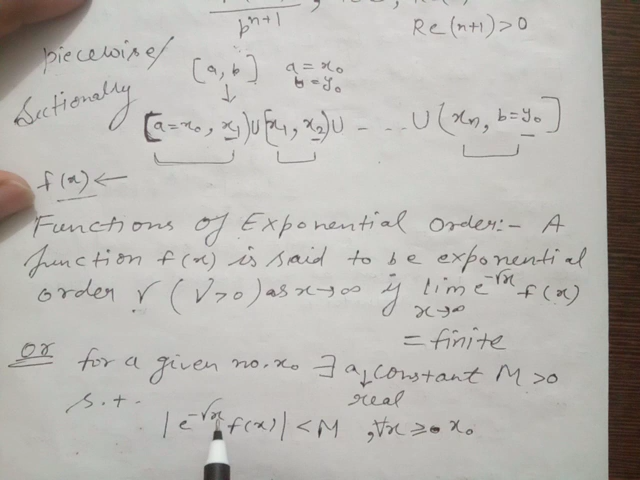 p^{n+1}
Re(n+1)>0
piecewise/
Sectionally
[a,b] a=x₀
b=y₀
↓
[a=x₀, x₁)∪[x₁, x₂)∪ - ... ∪(xₙ, b=y₀]
f(x) ←
Functions of Exponential Order:- A
function f(x) is said to be exponential
order γ (γ>0) as x→∞ if lim e^{-γx} f(x)
x→∞
= finite
Or for a given no. x₀ ∃ a constant M>0
real
s.t.
|e^{-γx} f(x)| < M , ∀x ≥ x₀